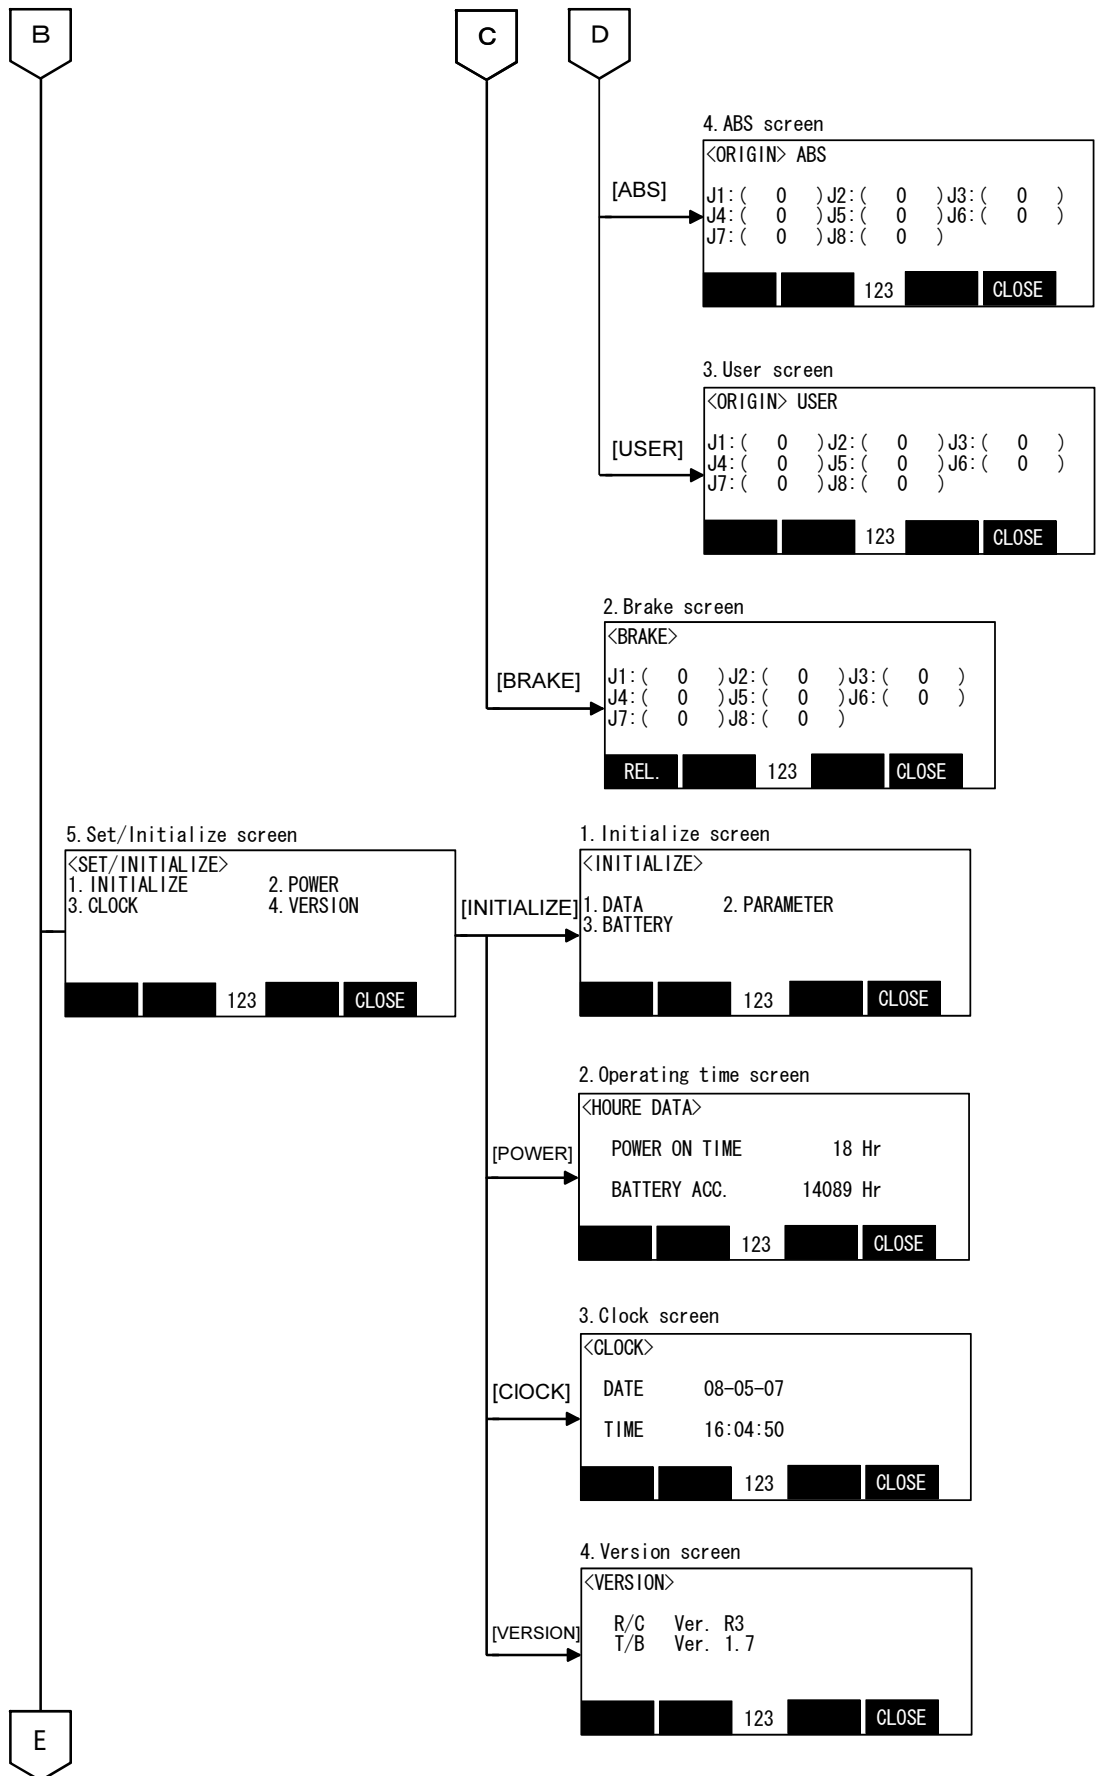 B
C
D
4.ABS screen
<ORIGIN> ABS
[ABS]
J1:( 0 )J2:( 0 )J3:( 0 )
J4:( 0 )J5:( 0 )J6:( 0 )
J7:( 0 )J8:( 0 )
123 CLOSE
3.User screen
<ORIGIN> USER
[USER]
J1:( 0 )J2:( 0 )J3:( 0 )
J4:( 0 )J5:( 0 )J6:( 0 )
J7:( 0 )J8:( 0 )
123 CLOSE
2.Brake screen
<BRAKE>
[BRAKE]
J1:( 0 )J2:( 0 )J3:( 0 )
J4:( 0 )J5:( 0 )J6:( 0 )
J7:( 0 )J8:( 0 )
REL. 123 CLOSE
5.Set/Initialize screen
<SET/INITIALIZE>
1.INITIALIZE 2.POWER
3.CLOCK 4.VERSION
123 CLOSE
[INITIALIZE]
1.Initialize screen
<INITIALIZE>
1.DATA 2.PARAMETER
3.BATTERY
123 CLOSE
2.Operating time screen
<HOURE DATA>
[POWER]
POWER ON TIME 18 Hr
BATTERY ACC. 14089 Hr
123 CLOSE
3.Clock screen
<CLOCK>
[ClOCK]
DATE 08-05-07
TIME 16:04:50
123 CLOSE
4.Version screen
<VERSION>
[VERSION]
R/C Ver. R3
T/B Ver. 1.7
123 CLOSE
E